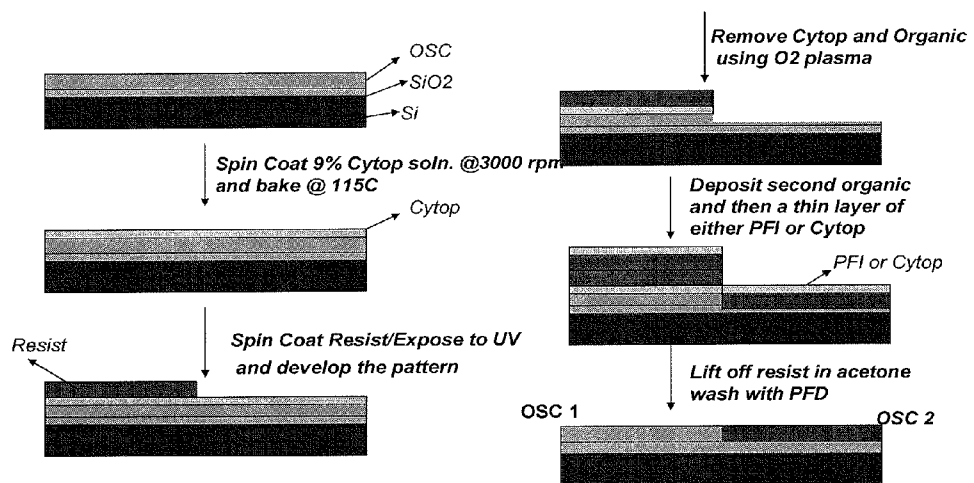 OSC
SiO2
Si
Spin Coat 9% Cytop soln. @3000 rpm
and bake @ 115C
Cytop
Spin Coat Resist/Expose to UV
and develop the pattern
Resist
Remove Cytop and Organic
using O2 plasma
Deposit second organic
and then a thin layer of
either PFI or Cytop
PFI or Cytop
Lift off resist in acetone
wash with PFD
OSC 1
OSC 2